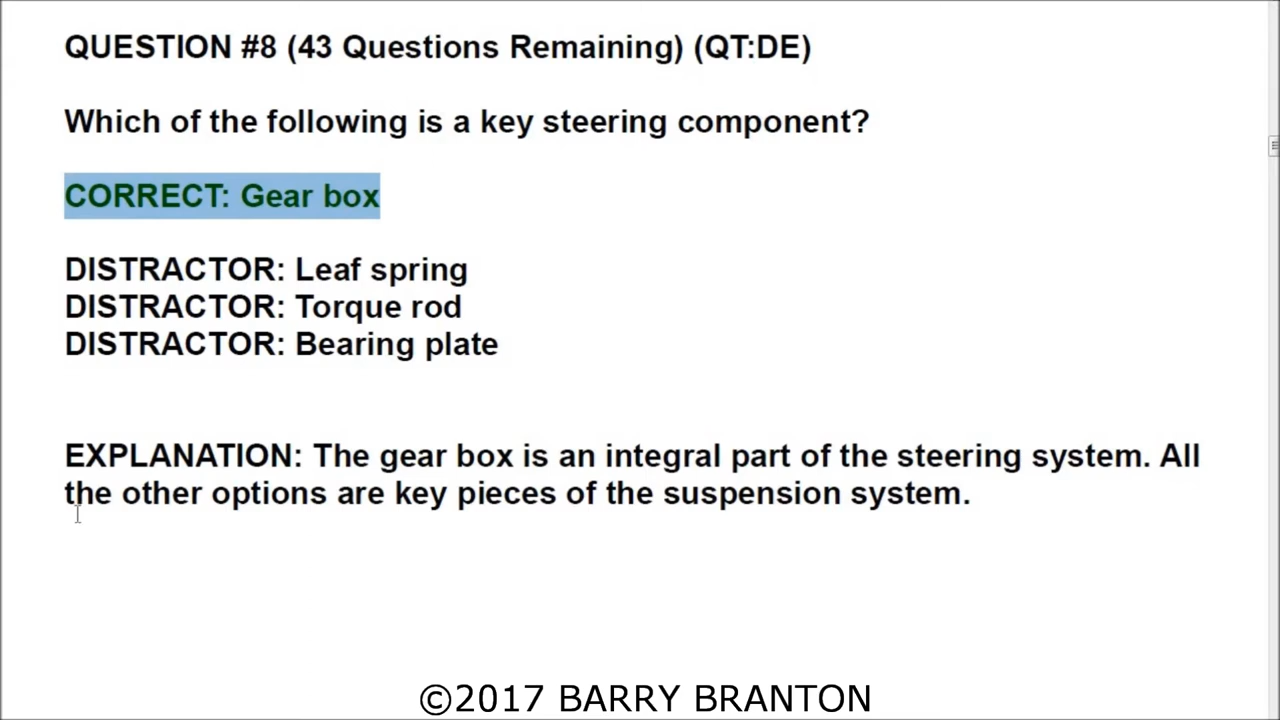 QUESTION #8 (43 Questions Remaining) (QT:DE)
Which of the following is a key steering component?
CORRECT: Gear box
DISTRACTOR: Leaf spring
DISTRACTOR: Torque rod
DISTRACTOR: Bearing plate
EXPLANATION: The gear box is an integral part of the steering system. All
the other options are key pieces of the suspension system.
©2017 BARRY BRANTON